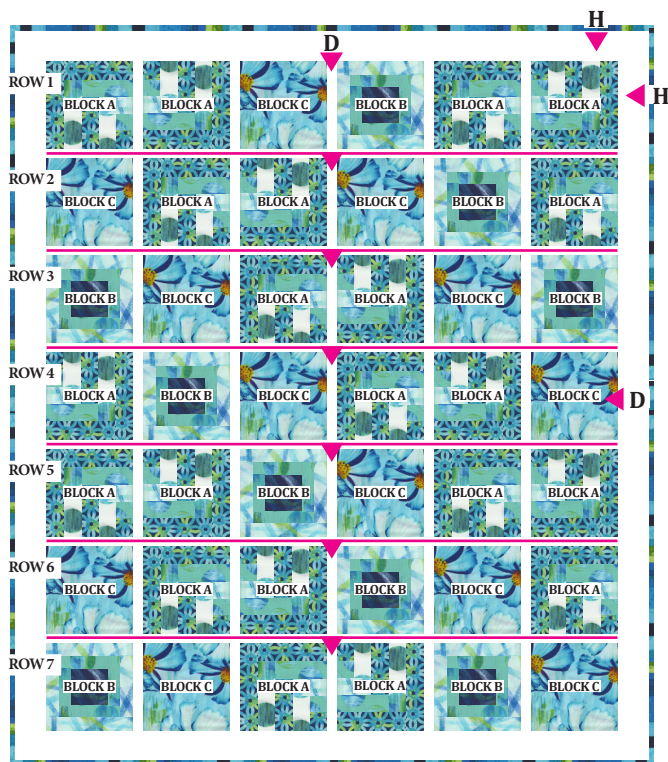 H
D
ROW 1
BLOCK A BLOCK A BLOCK C BLOCK B BLOCK A BLOCK A
H
ROW 2
BLOCK C BLOCK A BLOCK A BLOCK C BLOCK B BLOCK A
ROW 3
BLOCK B BLOCK C BLOCK A BLOCK A BLOCK C BLOCK B
ROW 4
BLOCK A BLOCK B BLOCK C BLOCK A BLOCK A BLOCK C
D
ROW 5
BLOCK A BLOCK A BLOCK B BLOCK C BLOCK A BLOCK A
ROW 6
BLOCK C BLOCK A BLOCK A BLOCK B BLOCK C BLOCK A
ROW 7
BLOCK B BLOCK C BLOCK A BLOCK A BLOCK B BLOCK C